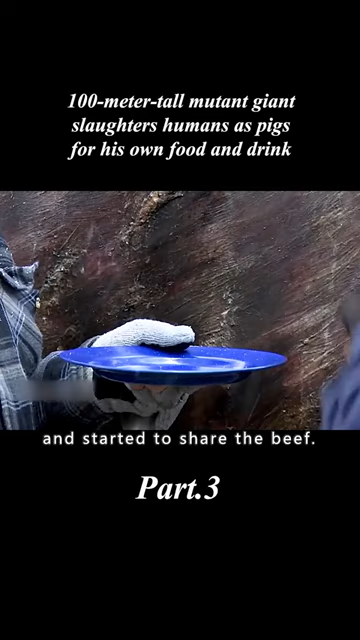 100-meter-tall mutant giant
slaughters humans as pigs
for his own food and drink
and started to share the beef.
Part.3